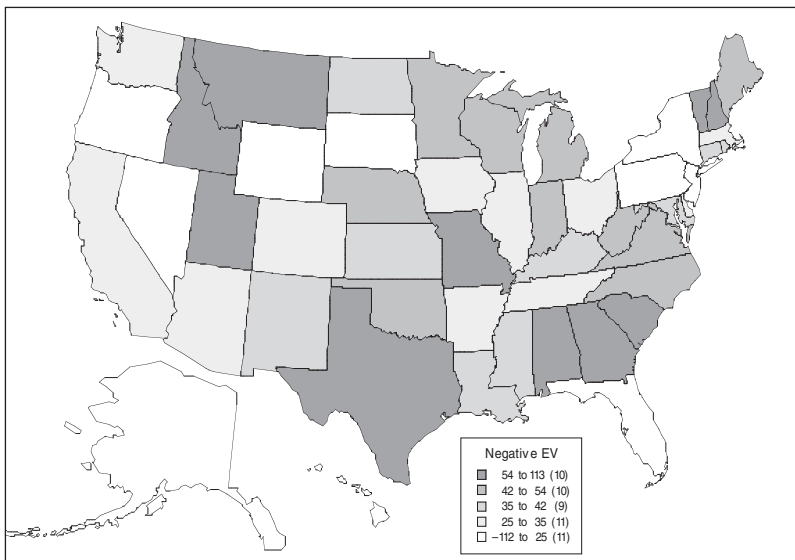 Negative EV
54 to 113 (10)
42 to 54 (10)
35 to 42 (9)
25 to 35 (11)
−112 to 25 (11)